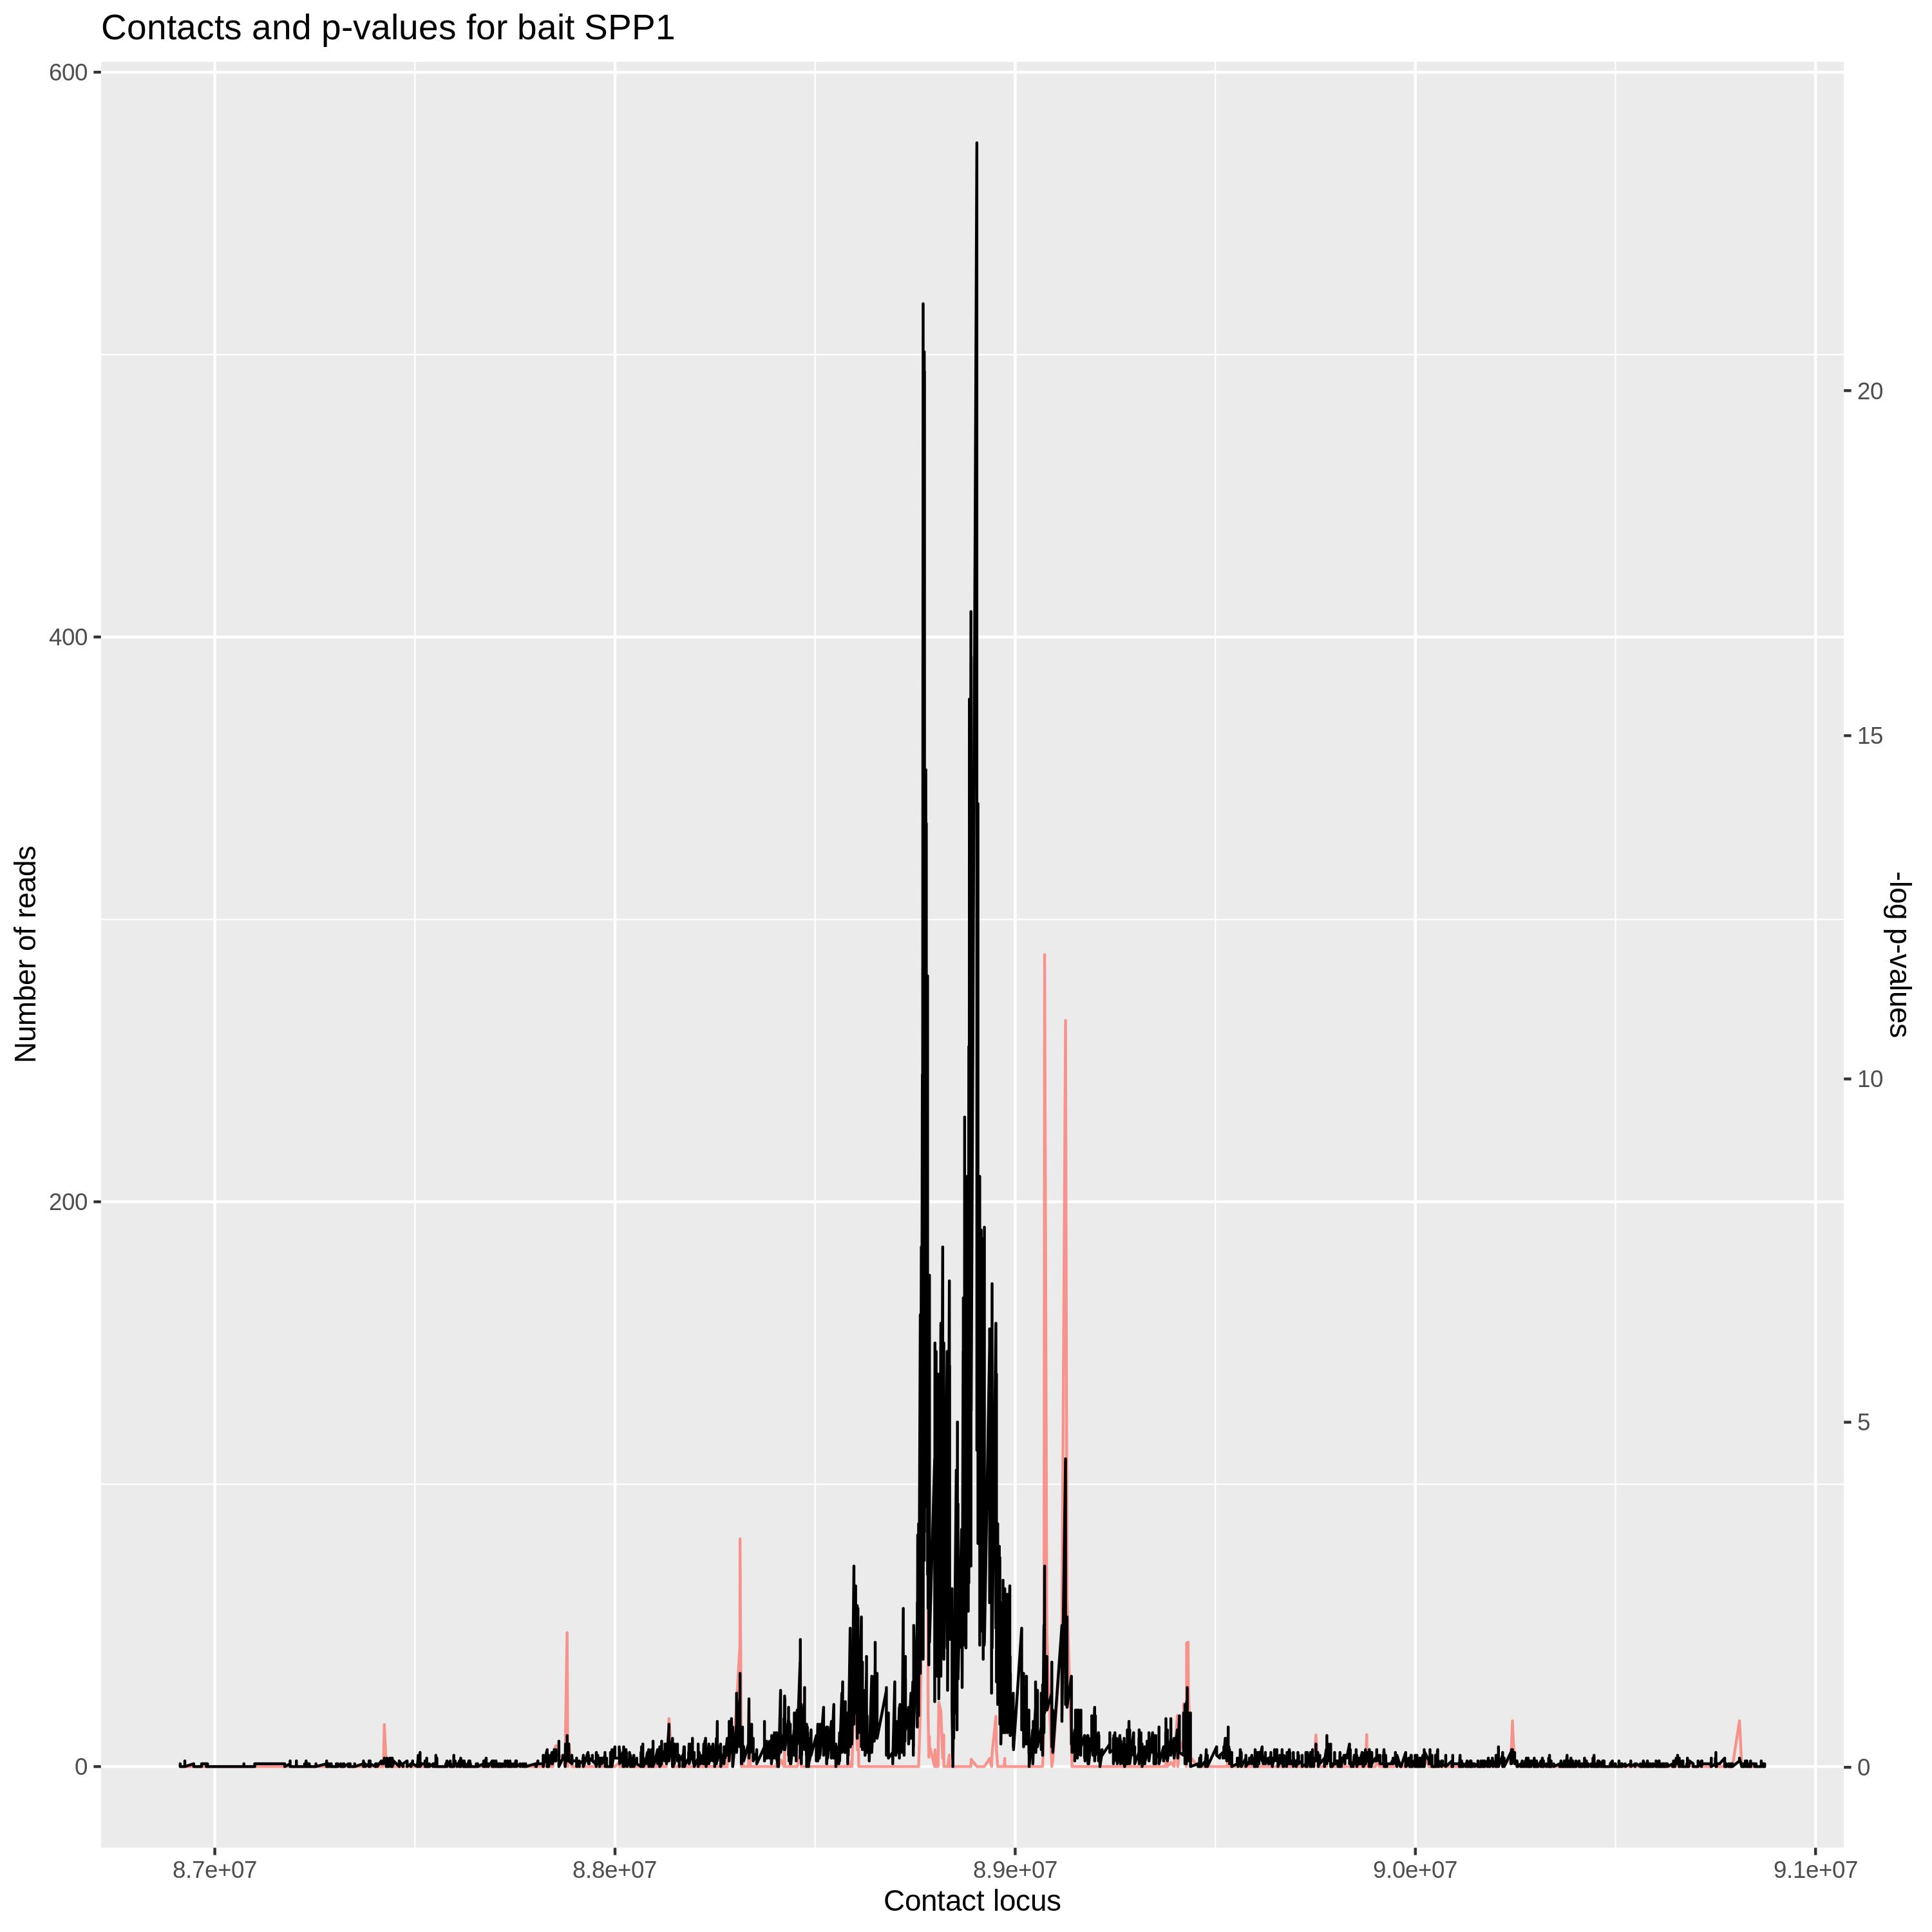 Contacts and p-values for bait SPP1
600
400
200
0
Number of reads
20
15
10
5
0
-log p-values
8.7e+07
8.8e+07
8.9e+07
9.0e+07
9.1e+07
Contact locus